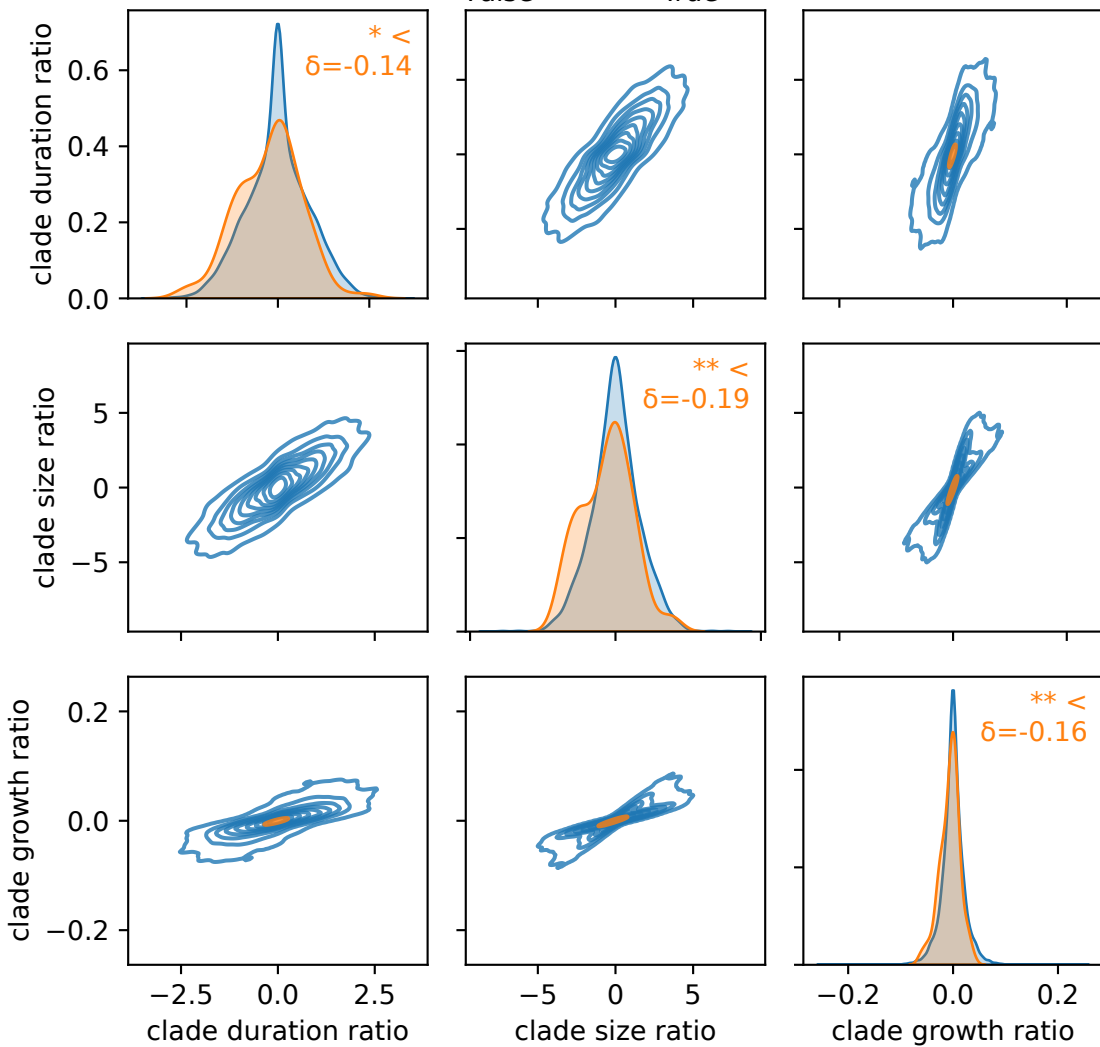 clade duration ratio
0.6
0.4
0.2
0.0
* <
δ=-0.14
clade size ratio
5
0
−5
** <
δ=-0.19
clade growth ratio
0.2
0.0
−0.2
** <
δ=-0.16
−2.5 0.0 2.5
−5 0 5
−0.2 0.0 0.2
clade duration ratio
clade size ratio
clade growth ratio